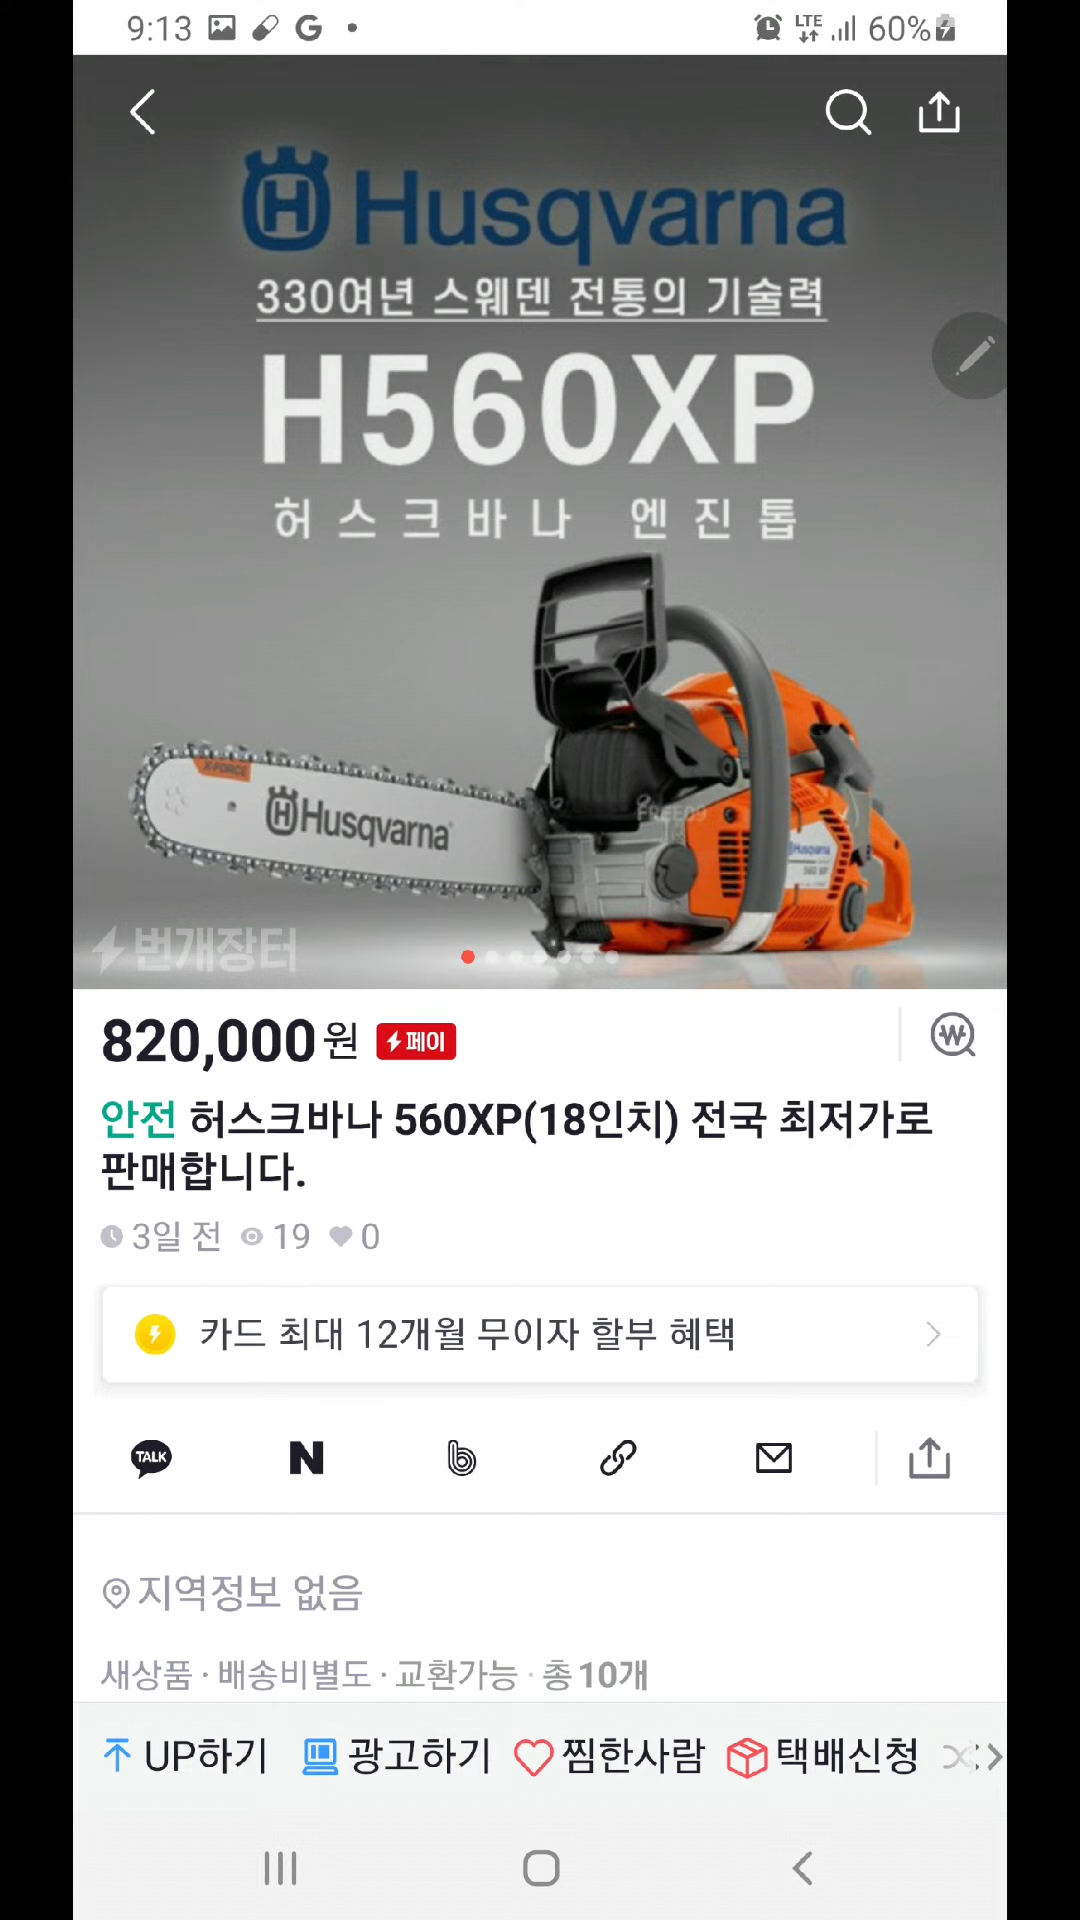 9:13 G LTE 60%
Husqvarna
330여년 스웨덴 전통의 기술력
H560XP
허스크바나 엔진톱
X-FORCE
Husqvarna
FREE09
Husqvarna
560 XP
번개장터
820,000원 페이
안전 허스크바나 560XP(18인치) 전국 최저가로
판매합니다.
3일 전 19 0
카드 최대 12개월 무이자 할부 혜택
TALK N b
지역정보 없음
새상품 · 배송비별도 · 교환가능 · 총 10개
UP하기 광고하기 찜한사람 택배신청